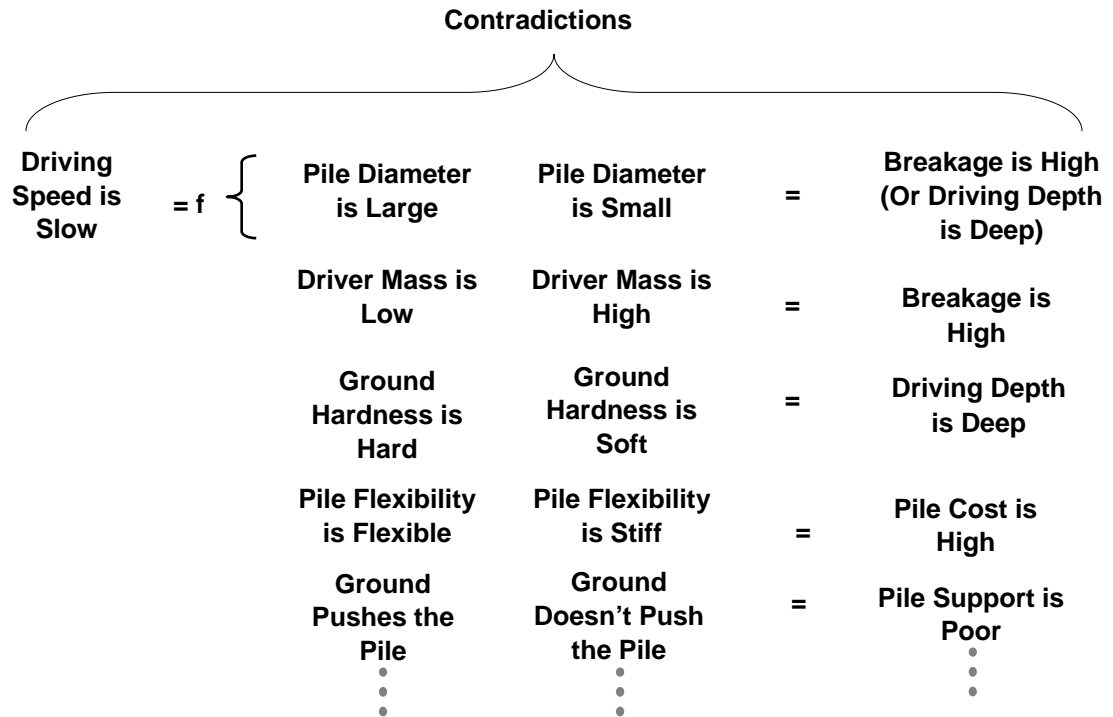 Contradictions
Driving
Speed is
Slow
= f
Pile Diameter
is Large
Pile Diameter
is Small
=
Breakage is High
(Or Driving Depth
is Deep)
Driver Mass is
Low
Driver Mass is
High
=
Breakage is
High
Ground
Hardness is
Hard
Ground
Hardness is
Soft
=
Driving Depth
is Deep
Pile Flexibility
is Flexible
Pile Flexibility
is Stiff
=
Pile Cost is
High
Ground
Pushes the
Pile
Ground
Doesn't Push
the Pile
=
Pile Support is
Poor